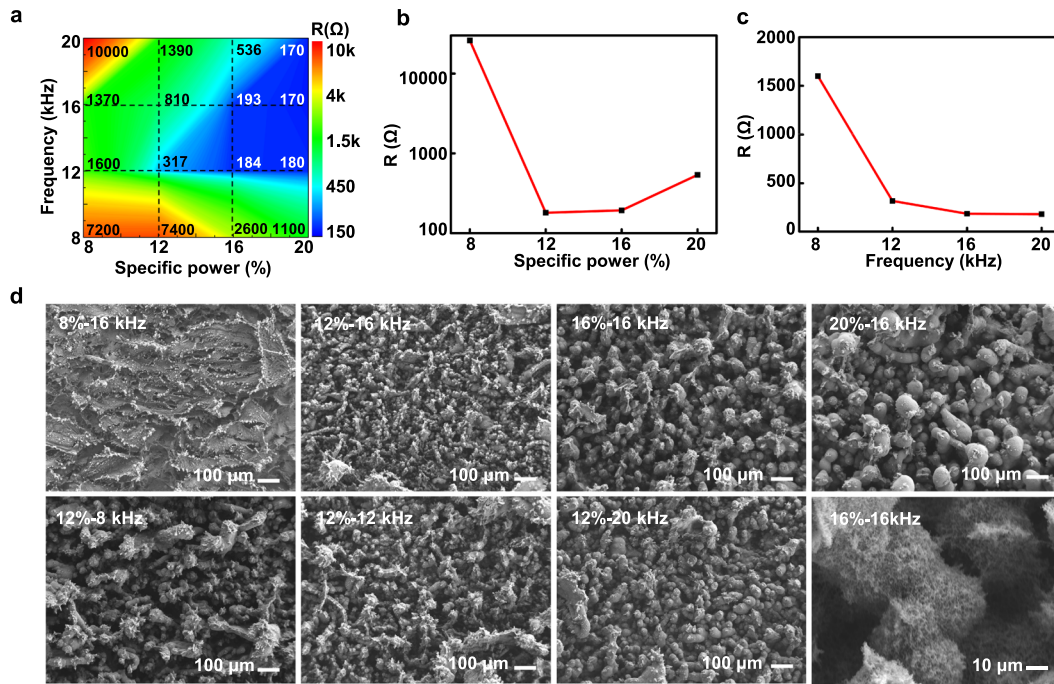 a
R(Ω)
Frequency (kHz)
20
16
12
8
10000 1390 536 170
1370 810 193 170
1600 317 184 180
7200 7400 2600 1100
8 12 16 20
Specific power (%)
10k
4k
1.5k
450
150
b
R (Ω)
10000
1000
100
8 12 16 20
Specific power (%)
c
R (Ω)
2000
1500
1000
500
0
8 12 16 20
Frequency (kHz)
d
8%-16 kHz
100 µm
12%-16 kHz
100 µm
16%-16 kHz
100 µm
20%-16 kHz
100 µm
12%-8 kHz
100 µm
12%-12 kHz
100 µm
12%-20 kHz
100 µm
16%-16kHz
10 µm